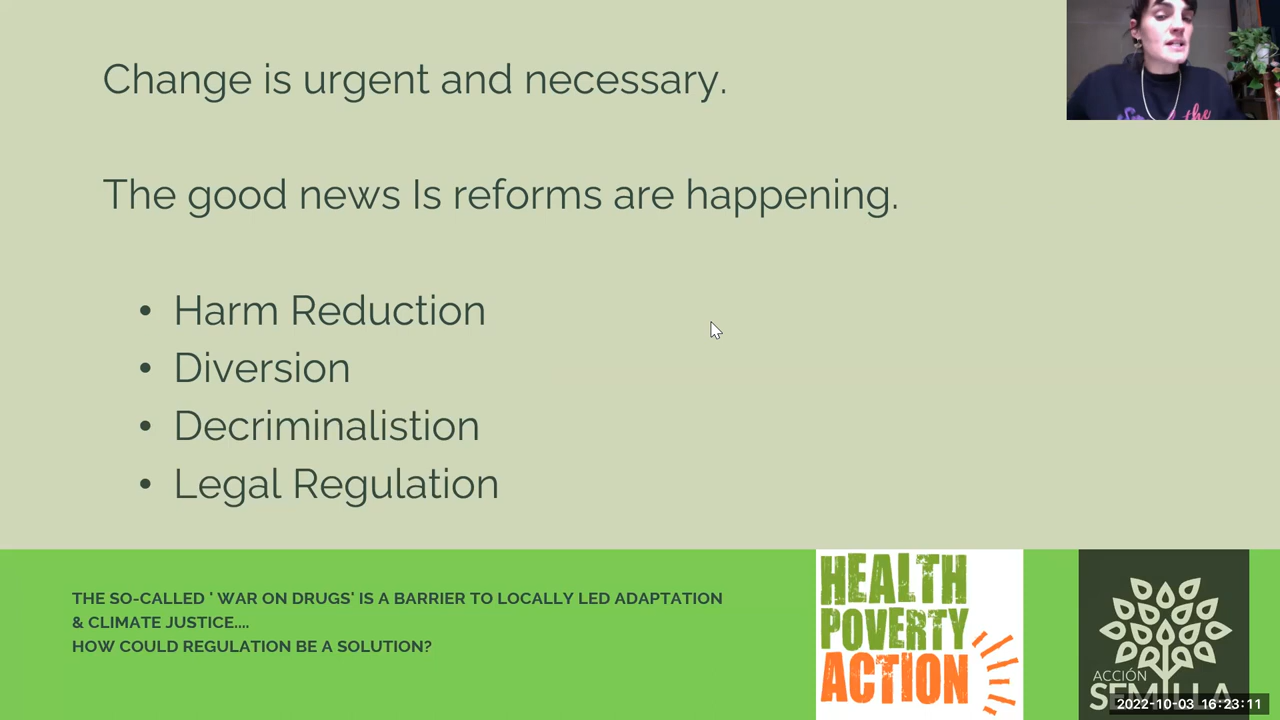 Change is urgent and necessary.
The good news Is reforms are happening.
• Harm Reduction
• Diversion
• Decriminalistion
• Legal Regulation
THE SO-CALLED ' WAR ON DRUGS' IS A BARRIER TO LOCALLY LED ADAPTATION
& CLIMATE JUSTICE....
HOW COULD REGULATION BE A SOLUTION?
HEALTH
POVERTY
ACTION
ACCIÓN
SEMILLA
2022-10-03 16:23:11
the